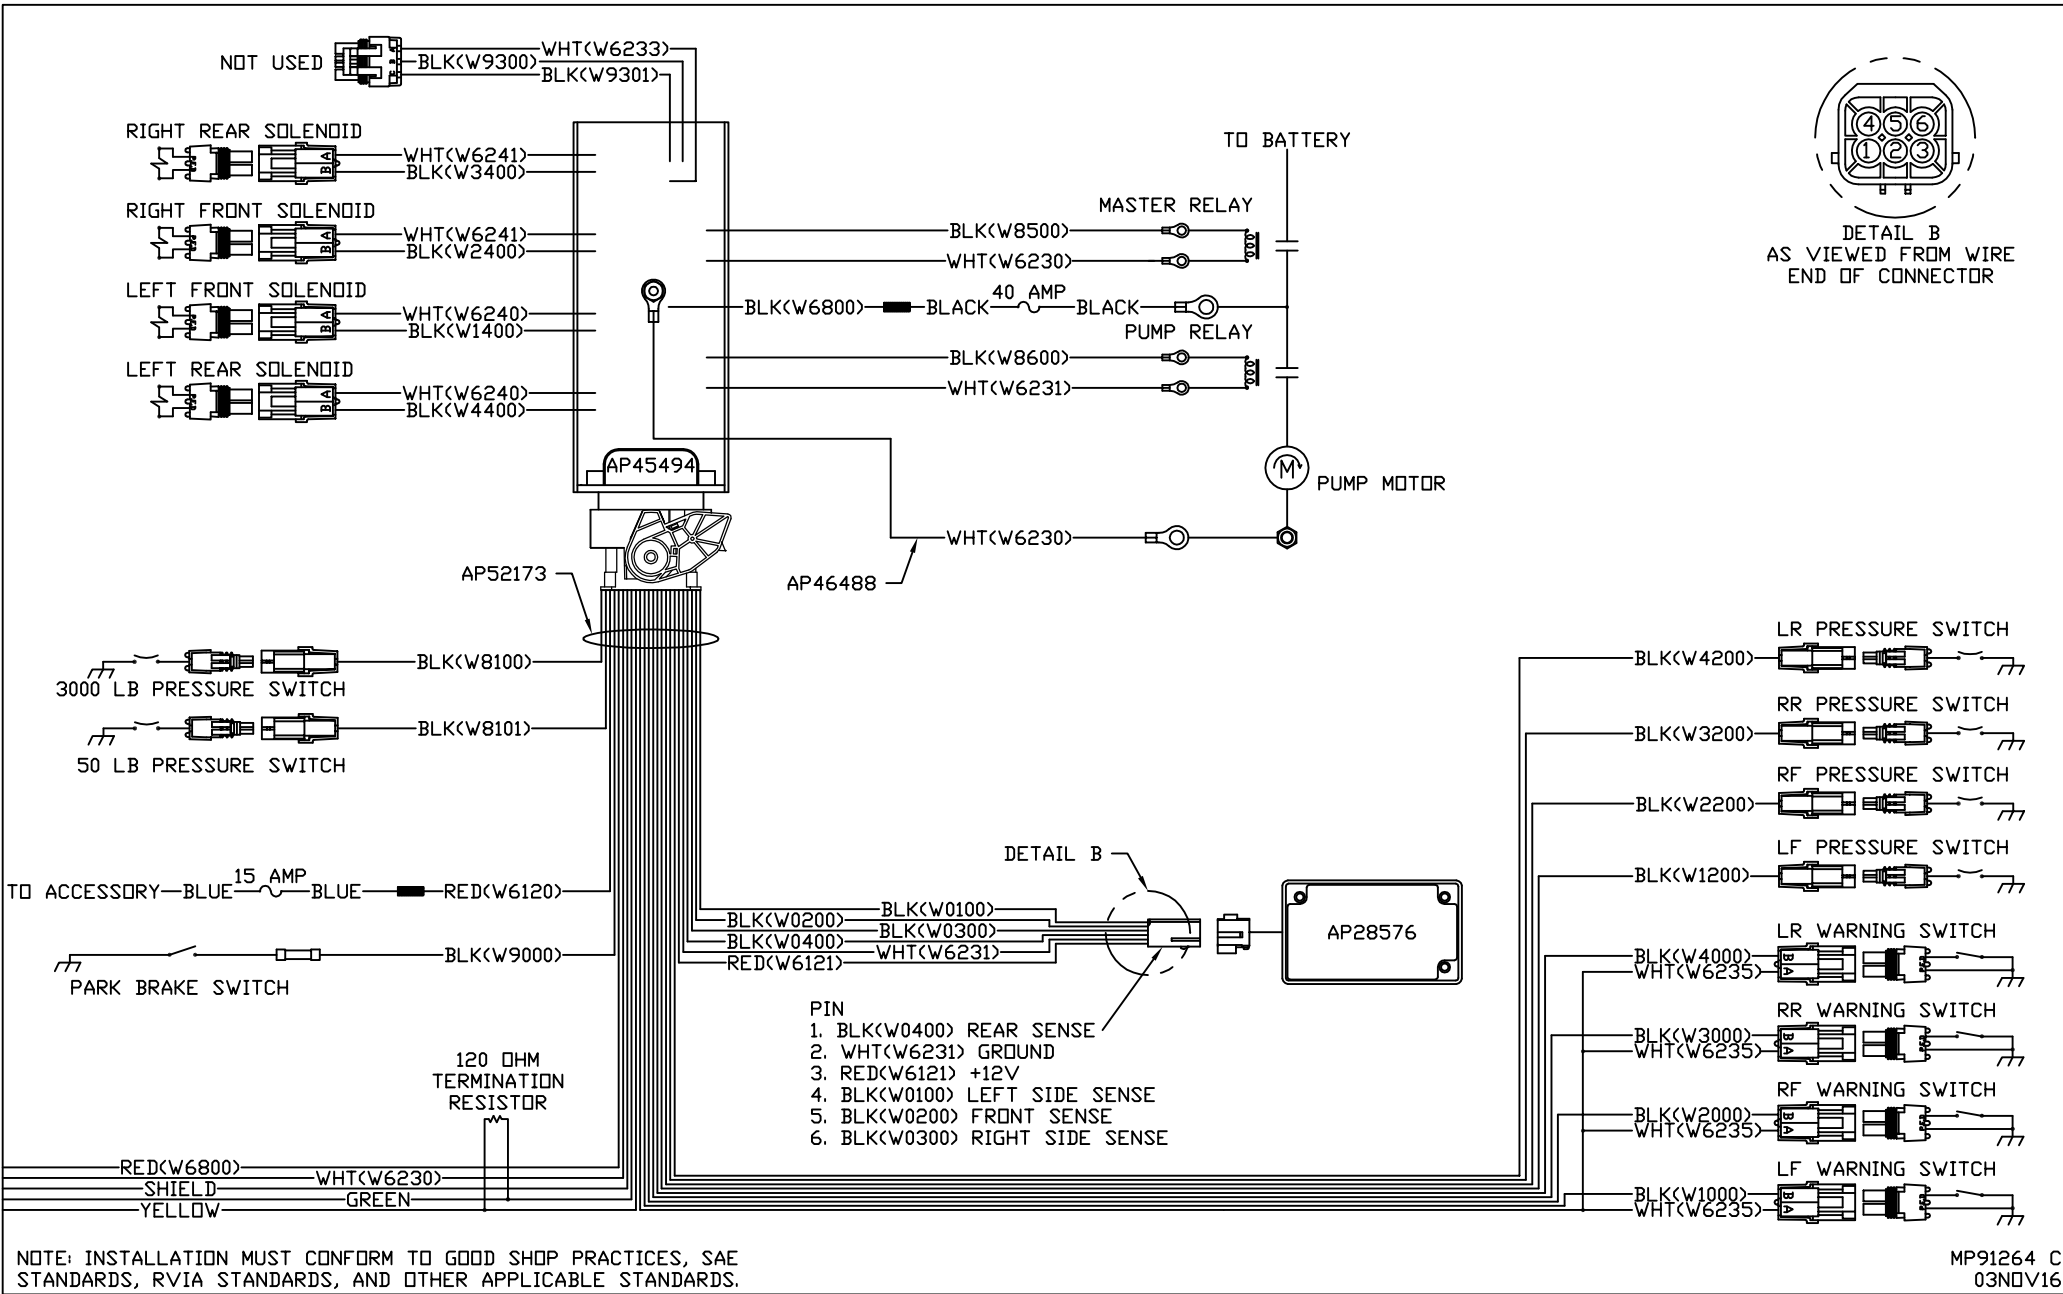 NOT USED
WHT(W6233)
BLK(W9300)
BLK(W9301)
RIGHT REAR SOLENOID
A
B
WHT(W6241)
BLK(W3400)
RIGHT FRONT SOLENOID
A
B
WHT(W6241)
BLK(W2400)
LEFT FRONT SOLENOID
A
B
WHT(W6240)
BLK(W1400)
LEFT REAR SOLENOID
A
B
WHT(W6240)
BLK(W4400)
AP45494
TO BATTERY
MASTER RELAY
BLK(W8500)
WHT(W6230)
BLK(W6800)
BLACK
40 AMP
BLACK
PUMP RELAY
BLK(W8600)
WHT(W6231)
M
PUMP MOTOR
WHT(W6230)
AP46488
AP52173
4 5 6
1 2 3
DETAIL B
AS VIEWED FROM WIRE
END OF CONNECTOR
BLK(W8100)
3000 LB PRESSURE SWITCH
BLK(W8101)
50 LB PRESSURE SWITCH
TO ACCESSORY
BLUE
15 AMP
BLUE
RED(W6120)
BLK(W9000)
PARK BRAKE SWITCH
120 OHM
TERMINATION
RESISTOR
RED(W6800)
WHT(W6230)
SHIELD
GREEN
YELLOW
DETAIL B
BLK(W0100)
BLK(W0200)
BLK(W0300)
BLK(W0400)
WHT(W6231)
RED(W6121)
AP28576
PIN
1. BLK(W0400) REAR SENSE
2. WHT(W6231) GROUND
3. RED(W6121) +12V
4. BLK(W0100) LEFT SIDE SENSE
5. BLK(W0200) FRONT SENSE
6. BLK(W0300) RIGHT SIDE SENSE
LR PRESSURE SWITCH
BLK(W4200)
RR PRESSURE SWITCH
BLK(W3200)
RF PRESSURE SWITCH
BLK(W2200)
LF PRESSURE SWITCH
BLK(W1200)
LR WARNING SWITCH
BLK(W4000)
WHT(W6235)
B
A
RR WARNING SWITCH
BLK(W3000)
WHT(W6235)
B
A
RF WARNING SWITCH
BLK(W2000)
WHT(W6235)
B
A
LF WARNING SWITCH
BLK(W1000)
WHT(W6235)
B
A
NOTE: INSTALLATION MUST CONFORM TO GOOD SHOP PRACTICES, SAE
STANDARDS, RVIA STANDARDS, AND OTHER APPLICABLE STANDARDS.
MP91264 C
03NOV16